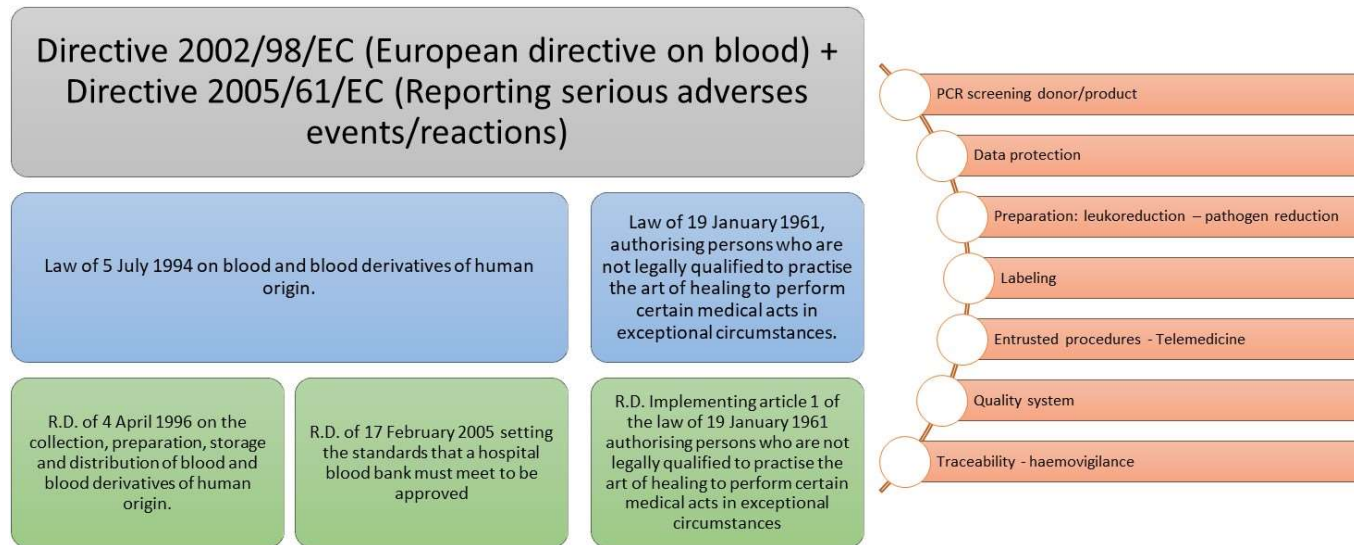 Directive 2002/98/EC (European directive on blood) +
Directive 2005/61/EC (Reporting serious adverses
events/reactions)
Law of 5 July 1994 on blood and blood derivatives of human
origin.
Law of 19 January 1961,
authorising persons who are
not legally qualified to practise
the art of healing to perform
certain medical acts in
exceptional circumstances.
R.D. of 4 April 1996 on the
collection, preparation, storage
and distribution of blood and
blood derivatives of human
origin.
R.D. of 17 February 2005 setting
the standards that a hospital
blood bank must meet to be
approved
R.D. Implementing article 1 of
the law of 19 January 1961
authorising persons who are not
legally qualified to practise the
art of healing to perform certain
medical acts in exceptional
circumstances
PCR screening donor/product
Data protection
Preparation: leukoreduction – pathogen reduction
Labeling
Entrusted procedures - Telemedicine
Quality system
Traceability - haemovigilance